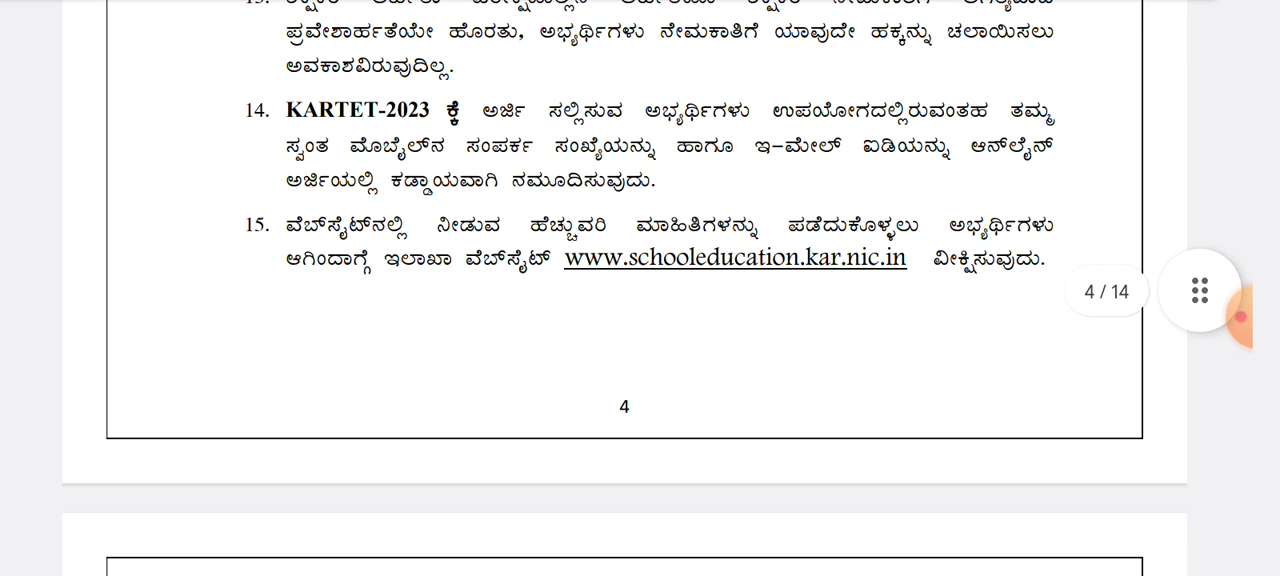 ಪ್ರವೇಶಾರ್ಹತೆಯೇ ಹೊರತು, ಅಭ್ಯರ್ಥಿಗಳು ನೇಮಕಾತಿಗೆ ಯಾವುದೇ ಹಕ್ಕನ್ನು ಚಲಾಯಿಸಲು
ಅವಕಾಶವಿರುವುದಿಲ್ಲ.
14. KARTET-2023 ಕ್ಕೆ ಅರ್ಜಿ ಸಲ್ಲಿಸುವ ಅಭ್ಯರ್ಥಿಗಳು ಉಪಯೋಗದಲ್ಲಿರುವಂತಹ ತಮ್ಮ
ಸ್ವಂತ ಮೊಬೈಲ್‌ನ ಸಂಪರ್ಕ ಸಂಖ್ಯೆಯನ್ನು ಹಾಗೂ ಇ-ಮೇಲ್ ಐಡಿಯನ್ನು ಆನ್‌ಲೈನ್
ಅರ್ಜಿಯಲ್ಲಿ ಕಡ್ಡಾಯವಾಗಿ ನಮೂದಿಸುವುದು.
15. ವೆಬ್‌ಸೈಟ್‌ನಲ್ಲಿ ನೀಡುವ ಹೆಚ್ಚುವರಿ ಮಾಹಿತಿಗಳನ್ನು ಪಡೆದುಕೊಳ್ಳಲು ಅಭ್ಯರ್ಥಿಗಳು
ಆಗಿಂದಾಗ್ಗೆ ಇಲಾಖಾ ವೆಬ್‌ಸೈಟ್ www.schooleducation.kar.nic.in ವೀಕ್ಷಿಸುವುದು.
4 / 14
4